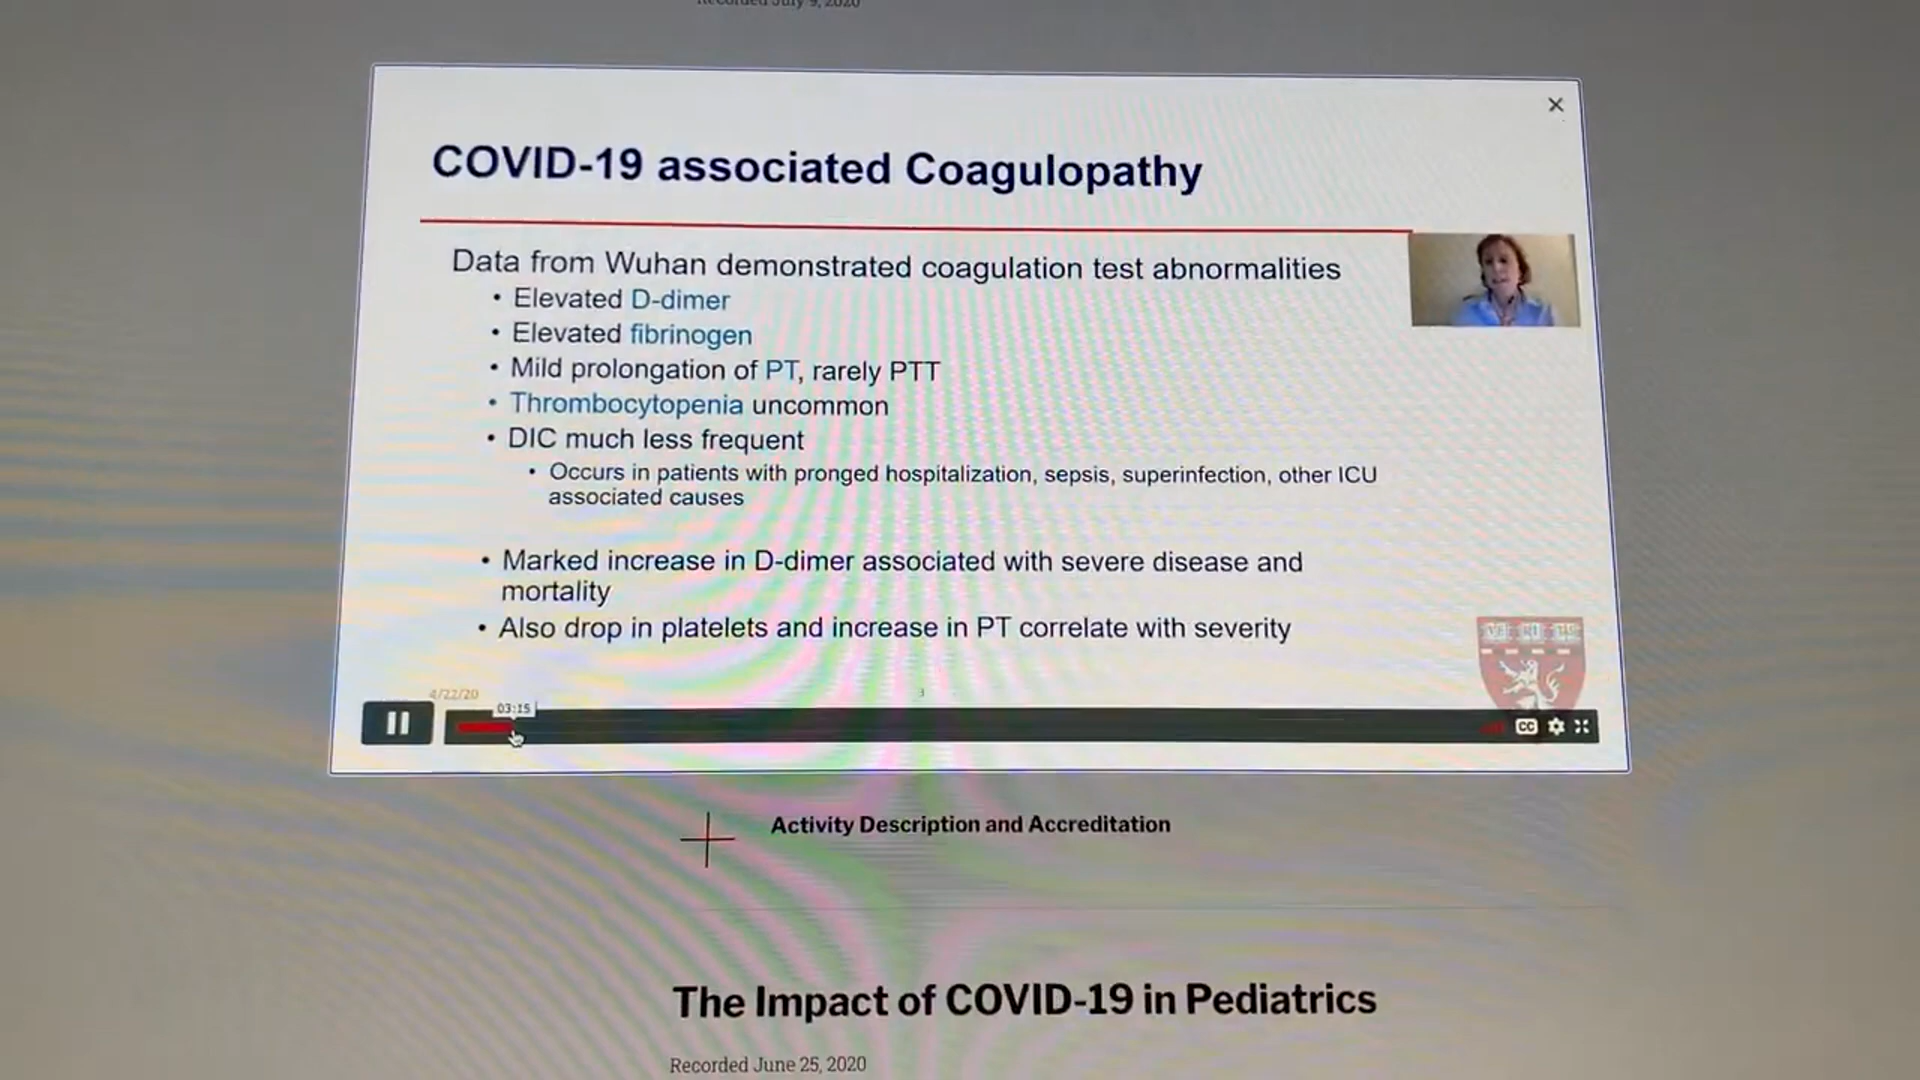 Recorded July 9, 2020
COVID-19 associated Coagulopathy
Data from Wuhan demonstrated coagulation test abnormalities
• Elevated D-dimer
• Elevated fibrinogen
• Mild prolongation of PT, rarely PTT
• Thrombocytopenia uncommon
• DIC much less frequent
• Occurs in patients with pronged hospitalization, sepsis, superinfection, other ICU
associated causes
• Marked increase in D-dimer associated with severe disease and
mortality
• Also drop in platelets and increase in PT correlate with severity
4/22/20
3
03:15
CC
Activity Description and Accreditation
The Impact of COVID-19 in Pediatrics
Recorded June 25, 2020